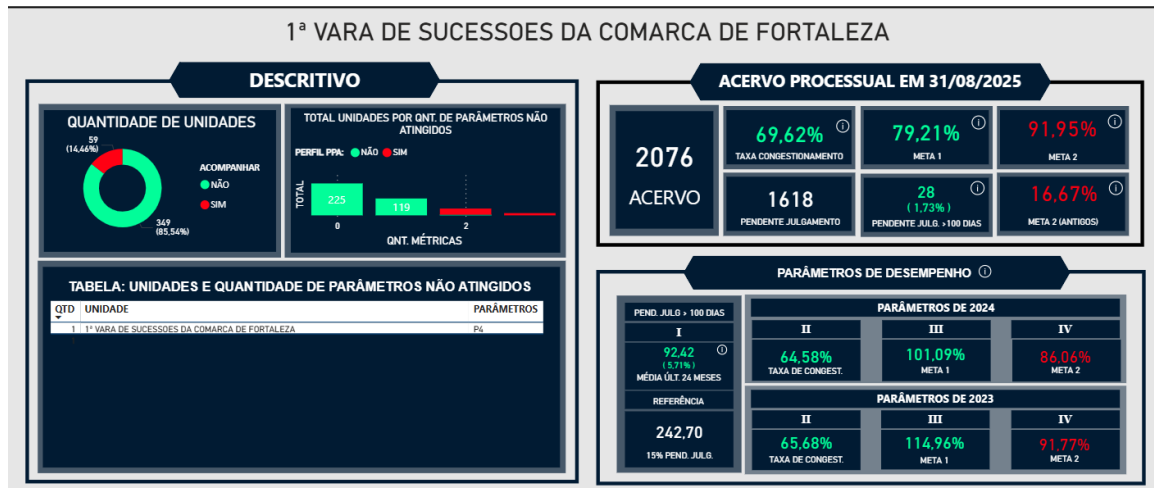 1ª VARA DE SUCESSOES DA COMARCA DE FORTALEZA
DESCRITIVO
QUANTIDADE DE UNIDADES
59
(14,46%)
ACOMPANHAR
NÃO
SIM
349
(85,54%)
TOTAL UNIDADES POR QNT. DE PARÂMETROS NÃO
ATINGIDOS
PERFIL PPA: NÃO SIM
TOTAL
225
119
0
2
QNT. MÉTRICAS
TABELA: UNIDADES E QUANTIDADE DE PARÂMETROS NÃO ATINGIDOS
QTD UNIDADE PARÂMETROS
1 1ª VARA DE SUCESSOES DA COMARCA DE FORTALEZA P4
ACERVO PROCESSUAL EM 31/08/2025
2076
ACERVO
69,62%
TAXA CONGESTIONAMENTO
79,21%
META 1
91,95%
META 2
1618
PENDENTE JULGAMENTO
28
( 1,73% )
PENDENTE JULG. >100 DIAS
16,67%
META 2 (ANTIGOS)
PARÂMETROS DE DESEMPENHO
PEND. JULG > 100 DIAS
I
92,42
( 5,71% )
MÉDIA ÚLT. 24 MESES
REFERÊNCIA
242,70
15% PEND. JULG.
PARÂMETROS DE 2024
II III IV
64,58% 101,09% 86,06%
TAXA DE CONGEST. META 1 META 2
PARÂMETROS DE 2023
II III IV
65,68% 114,96% 91,77%
TAXA DE CONGEST. META 1 META 2